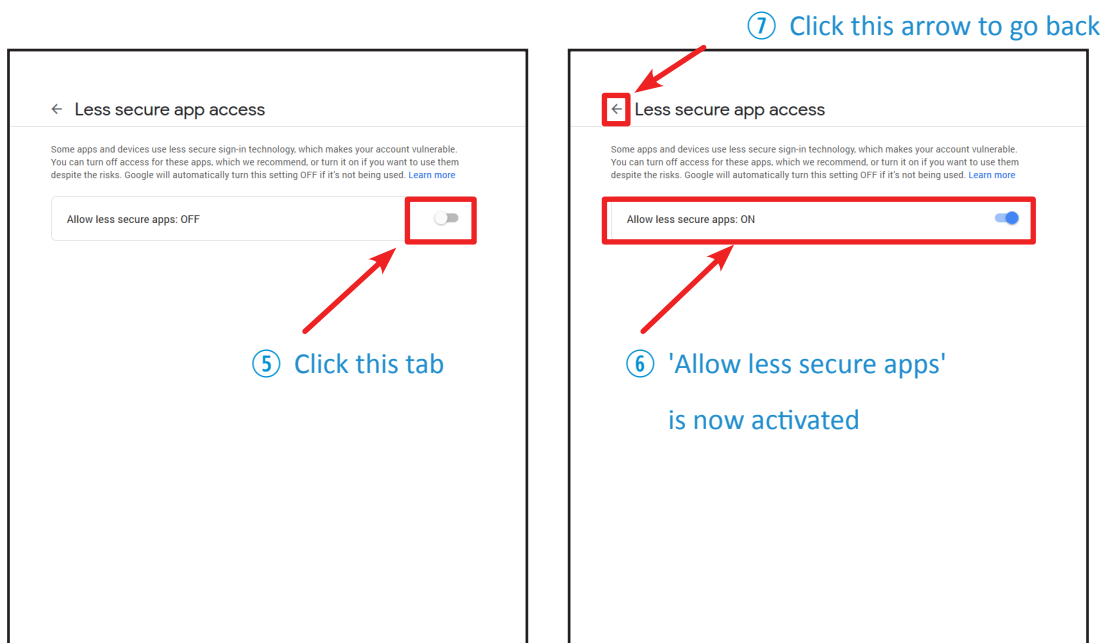 ⑦ Click this arrow to go back
← Less secure app access
Some apps and devices use less secure sign-in technology, which makes your account vulnerable.
You can turn off access for these apps, which we recommend, or turn it on if you want to use them
despite the risks. Google will automatically turn this setting OFF if it's not being used. Learn more
Allow less secure apps: OFF
⑤ Click this tab
← Less secure app access
Some apps and devices use less secure sign-in technology, which makes your account vulnerable.
You can turn off access for these apps, which we recommend, or turn it on if you want to use them
despite the risks. Google will automatically turn this setting OFF if it's not being used. Learn more
Allow less secure apps: ON
⑥ 'Allow less secure apps'
is now activated